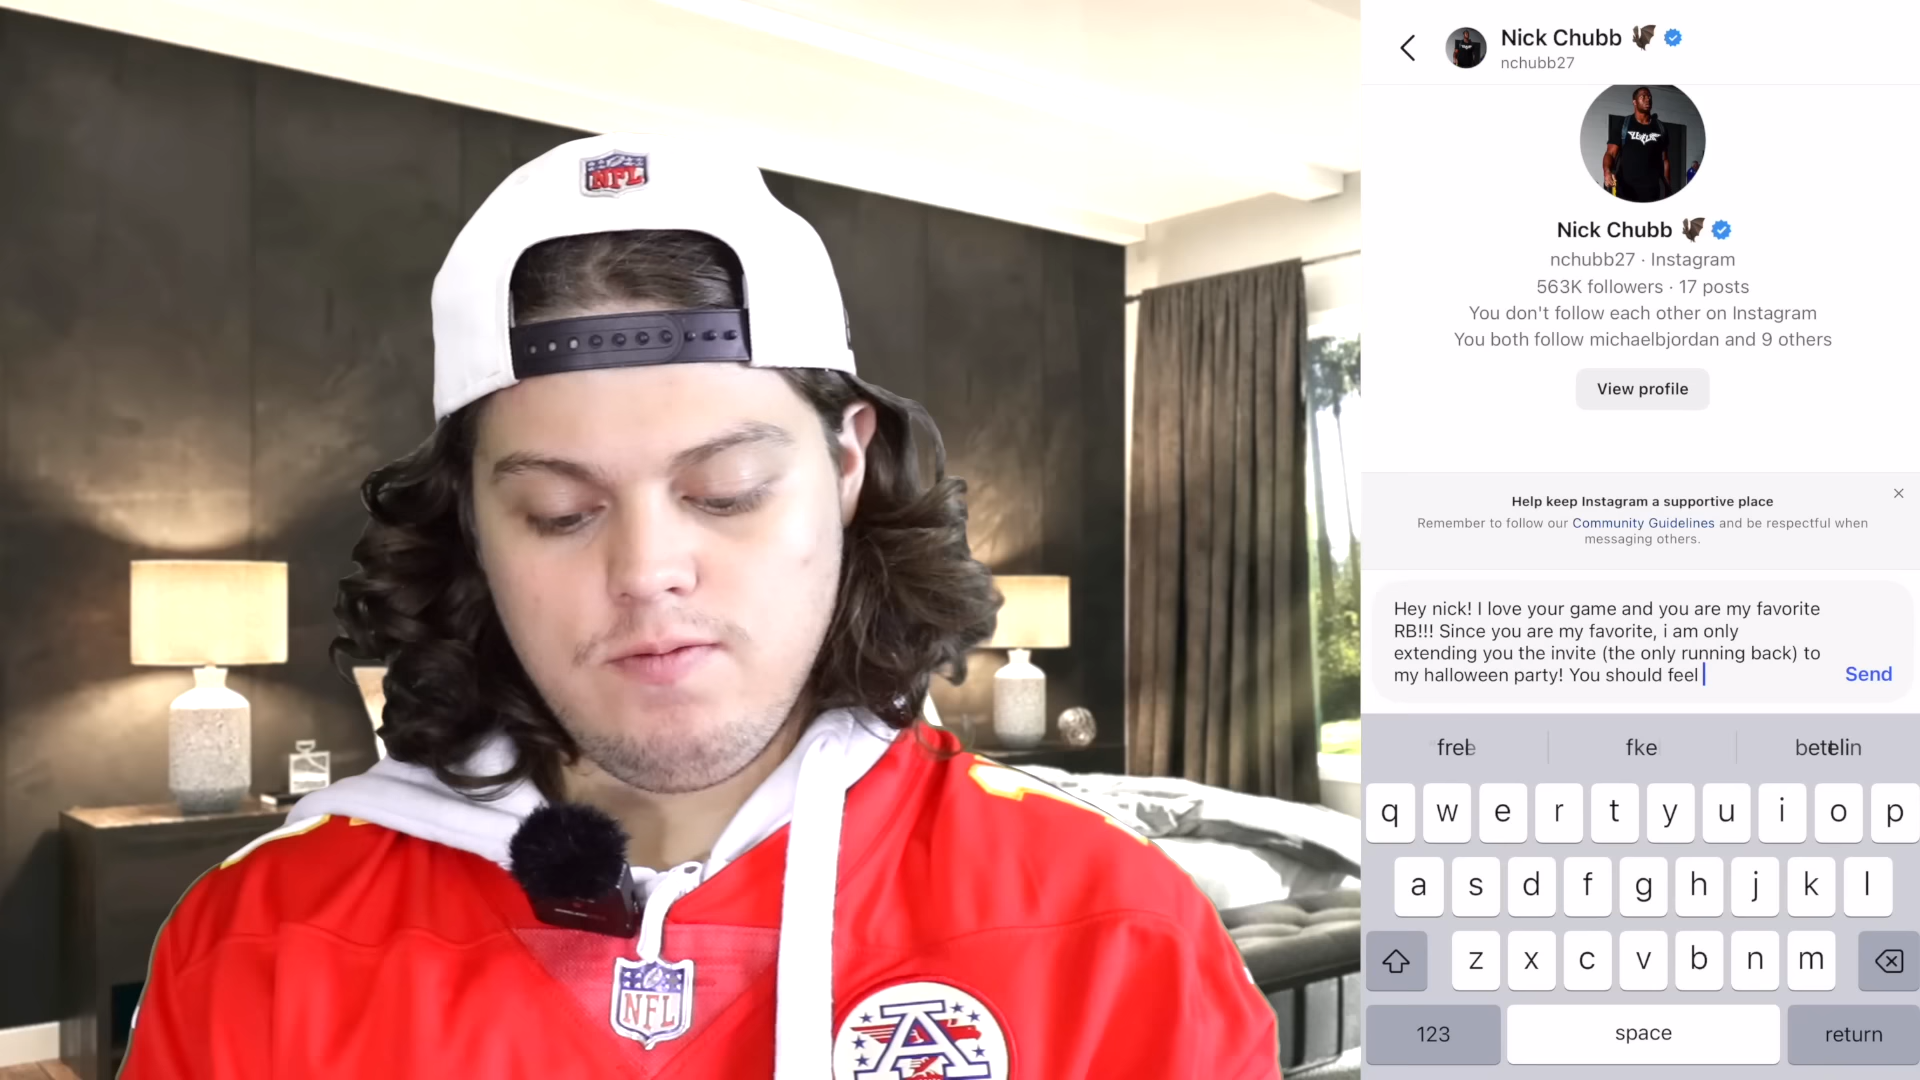 NFL
NFL
A
Nick Chubb
nchubb27
Nick Chubb
nchubb27 · Instagram
563K followers · 17 posts
You don't follow each other on Instagram
You both follow michaelbjordan and 9 others
View profile
Help keep Instagram a supportive place
Remember to follow our Community Guidelines and be respectful when
messaging others.
Hey nick! I love your game and you are my favorite
RB!!! Since you are my favorite, i am only
extending you the invite (the only running back) to
my halloween party! You should feel
Send
fke
q w e r t y u i o p
a s d f g h j k l
z x c v b n m
123 space return